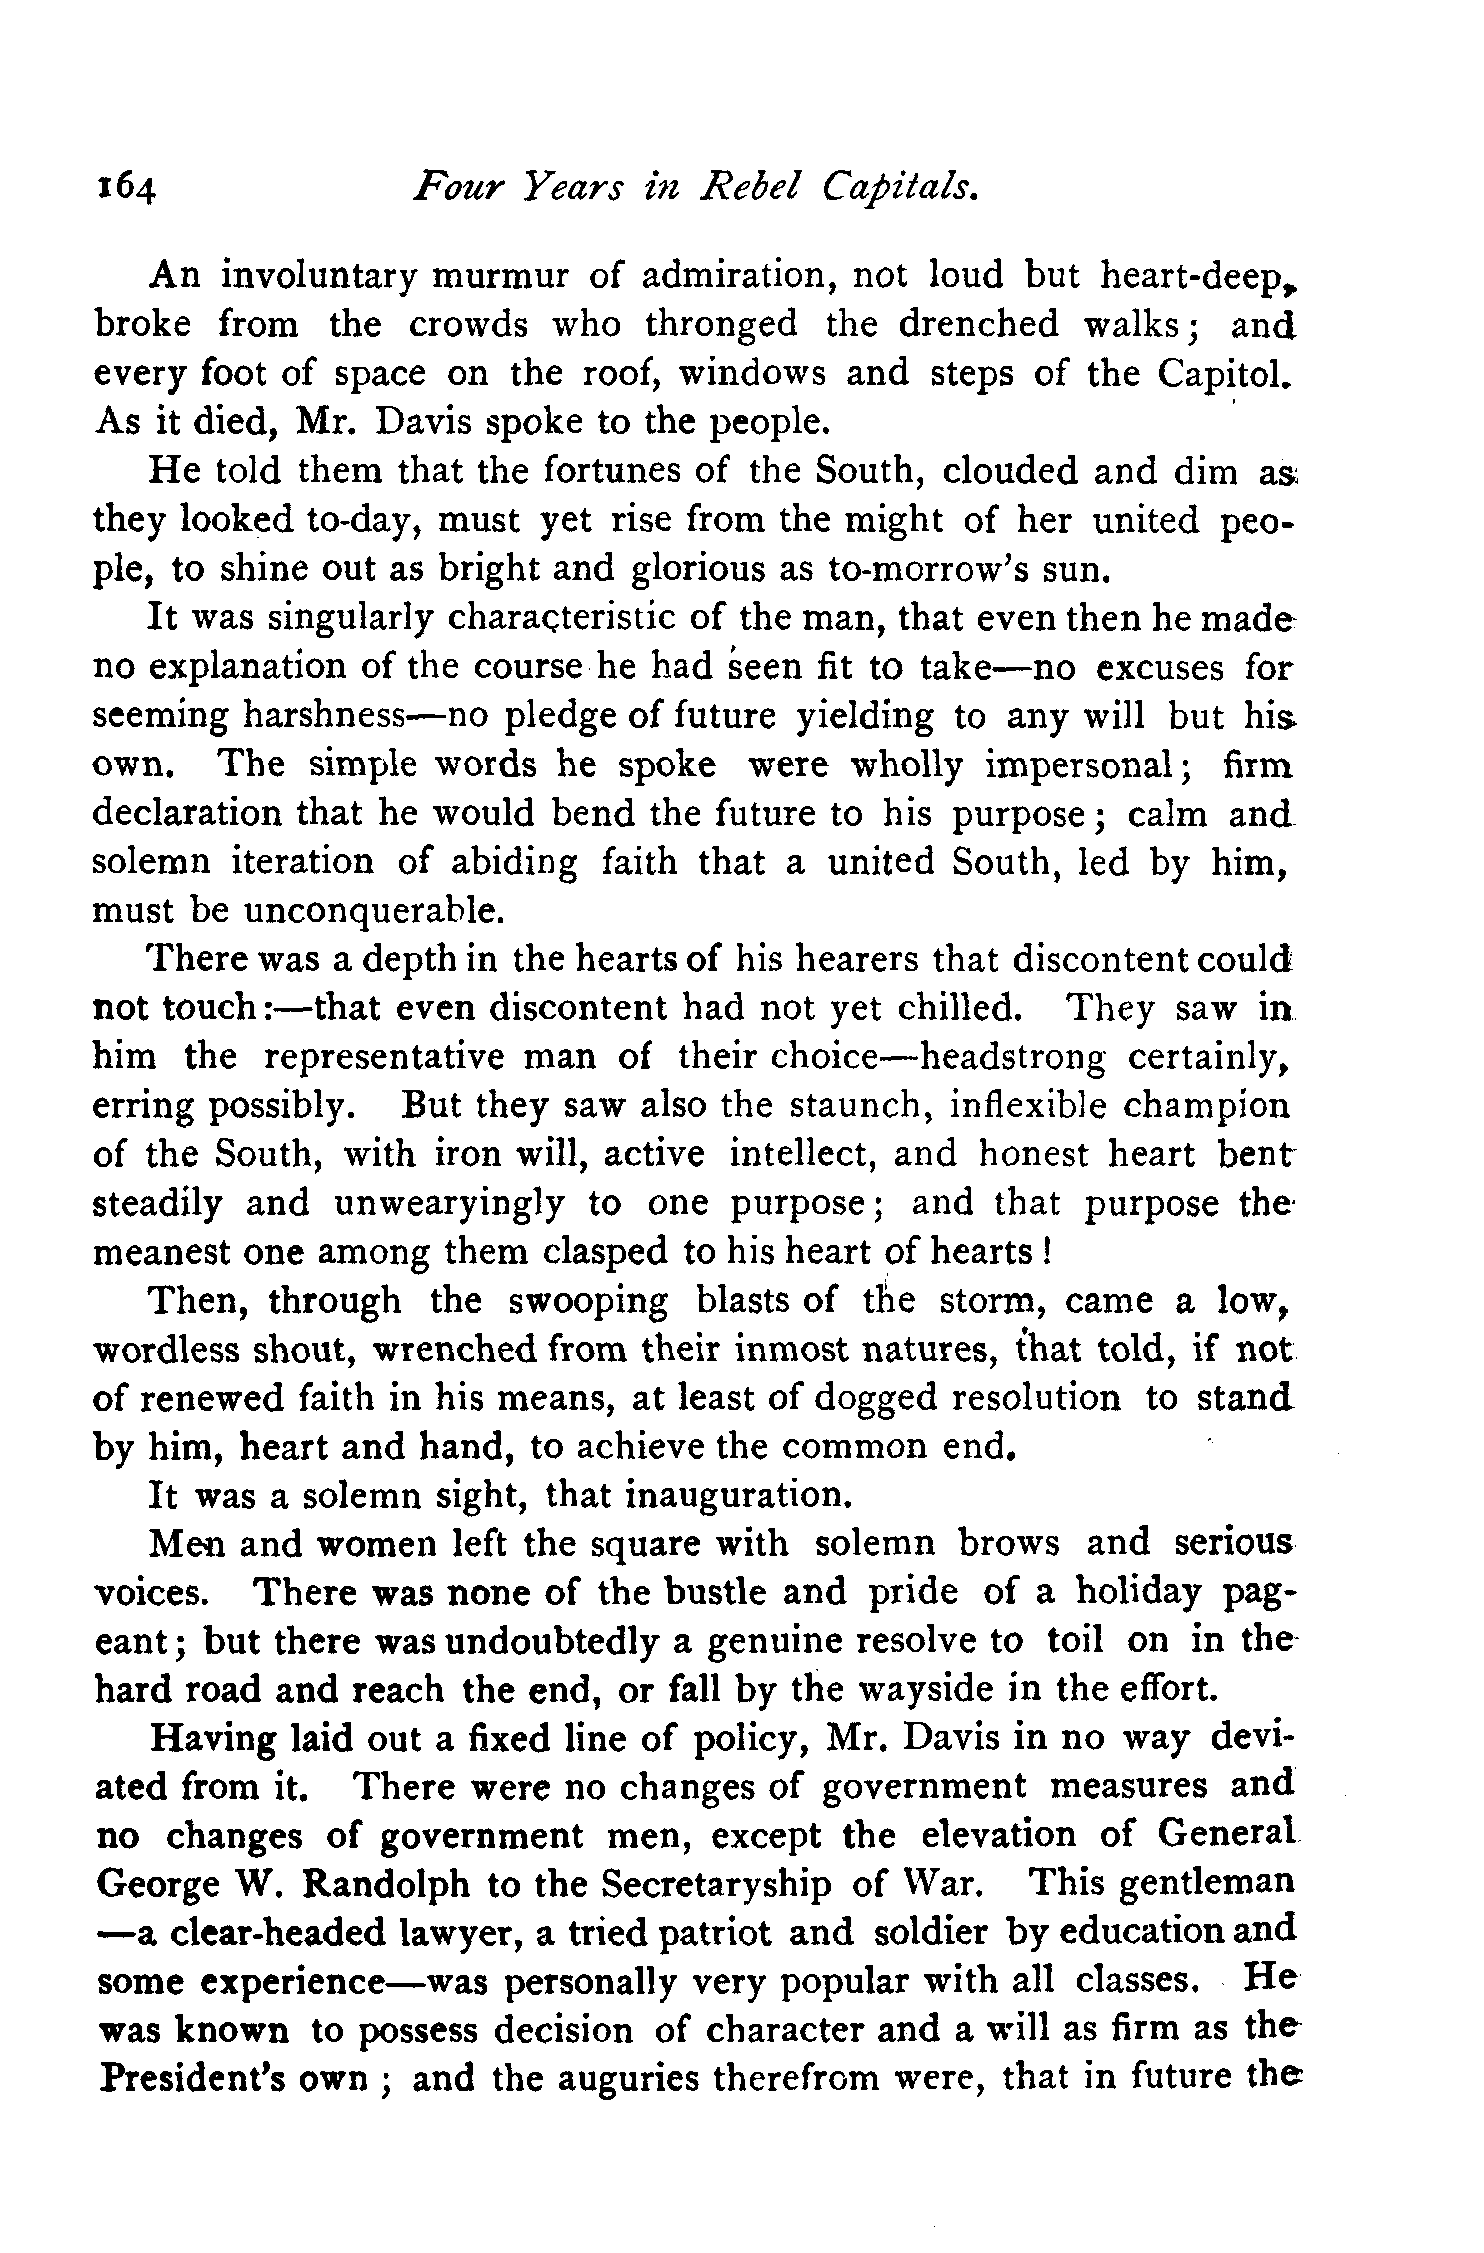 164 Four Years in Rebel Capitals.
An involuntary murmur of admiration, not loud but heart-deep,
broke from the crowds who thronged the drenched walks; and
every foot of space on the roof, windows and steps of the Capitol.
As it died, Mr. Davis spoke to the people.
He told them that the fortunes of the South, clouded and dim as
they looked to-day, must yet rise from the might of her united peo-
ple, to shine out as bright and glorious as to-morrow's sun.
It was singularly characteristic of the man, that even then he made
no explanation of the course he had seen fit to take—no excuses for
seeming harshness—no pledge of future yielding to any will but his
own. The simple words he spoke were wholly impersonal; firm
declaration that he would bend the future to his purpose; calm and
solemn iteration of abiding faith that a united South, led by him,
must be unconquerable.
There was a depth in the hearts of his hearers that discontent could
not touch:—that even discontent had not yet chilled. They saw in
him the representative man of their choice—headstrong certainly,
erring possibly. But they saw also the staunch, inflexible champion
of the South, with iron will, active intellect, and honest heart bent
steadily and unwearyingly to one purpose; and that purpose the
meanest one among them clasped to his heart of hearts!
Then, through the swooping blasts of the storm, came a low,
wordless shout, wrenched from their inmost natures, that told, if not
of renewed faith in his means, at least of dogged resolution to stand
by him, heart and hand, to achieve the common end.
It was a solemn sight, that inauguration.
Men and women left the square with solemn brows and serious
voices. There was none of the bustle and pride of a holiday pag-
eant; but there was undoubtedly a genuine resolve to toil on in the
hard road and reach the end, or fall by the wayside in the effort.
Having laid out a fixed line of policy, Mr. Davis in no way devi-
ated from it. There were no changes of government measures and
no changes of government men, except the elevation of General
George W. Randolph to the Secretaryship of War. This gentleman
—a clear-headed lawyer, a tried patriot and soldier by education and
some experience—was personally very popular with all classes. He
was known to possess decision of character and a will as firm as the
President's own; and the auguries therefrom were, that in future the